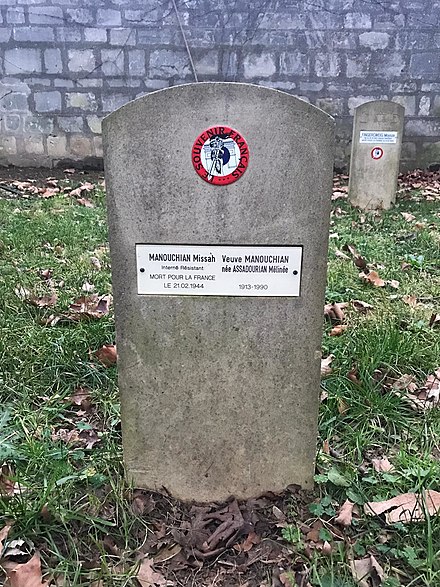 SOUVENIR FRANÇAIS
MANOUCHIAN Missah
Interné Résistant
MORT POUR LA FRANCE
LE 21.02.1944
Veuve MANOUCHIAN
née ASSADOURIAN Mélinée
1913-1990